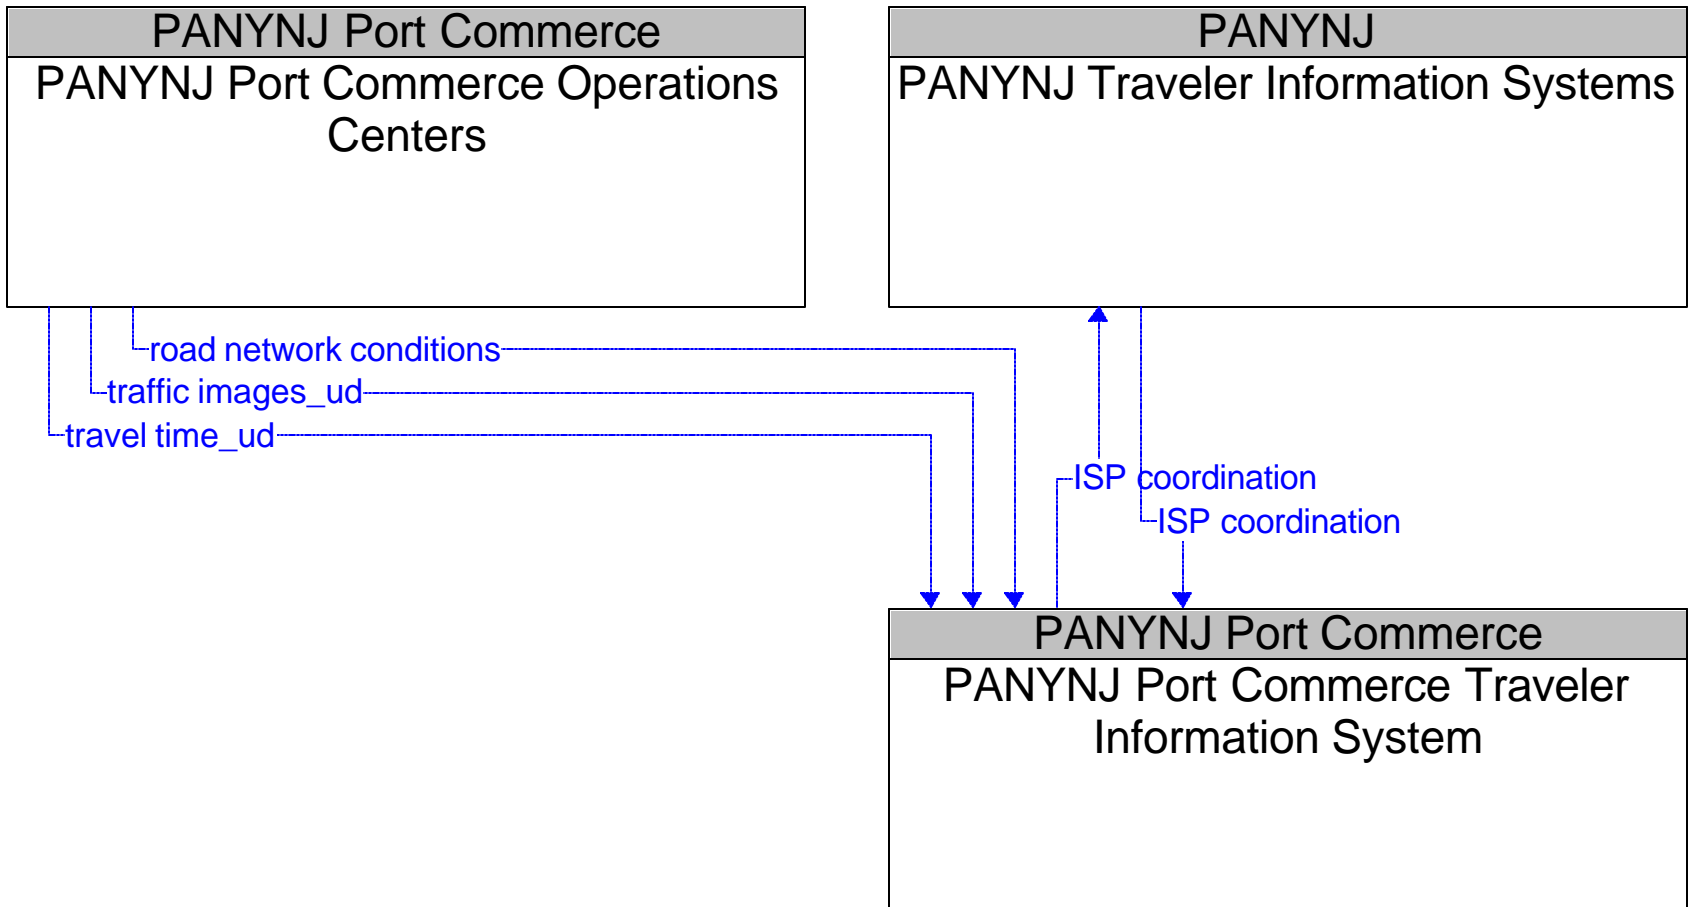 PANYNJ Port Commerce
PANYNJ Port Commerce Operations
Centers
PANYNJ
PANYNJ Traveler Information Systems
road network conditions
traffic images_ud
travel time_ud
ISP coordination
ISP coordination
PANYNJ Port Commerce
PANYNJ Port Commerce Traveler
Information System